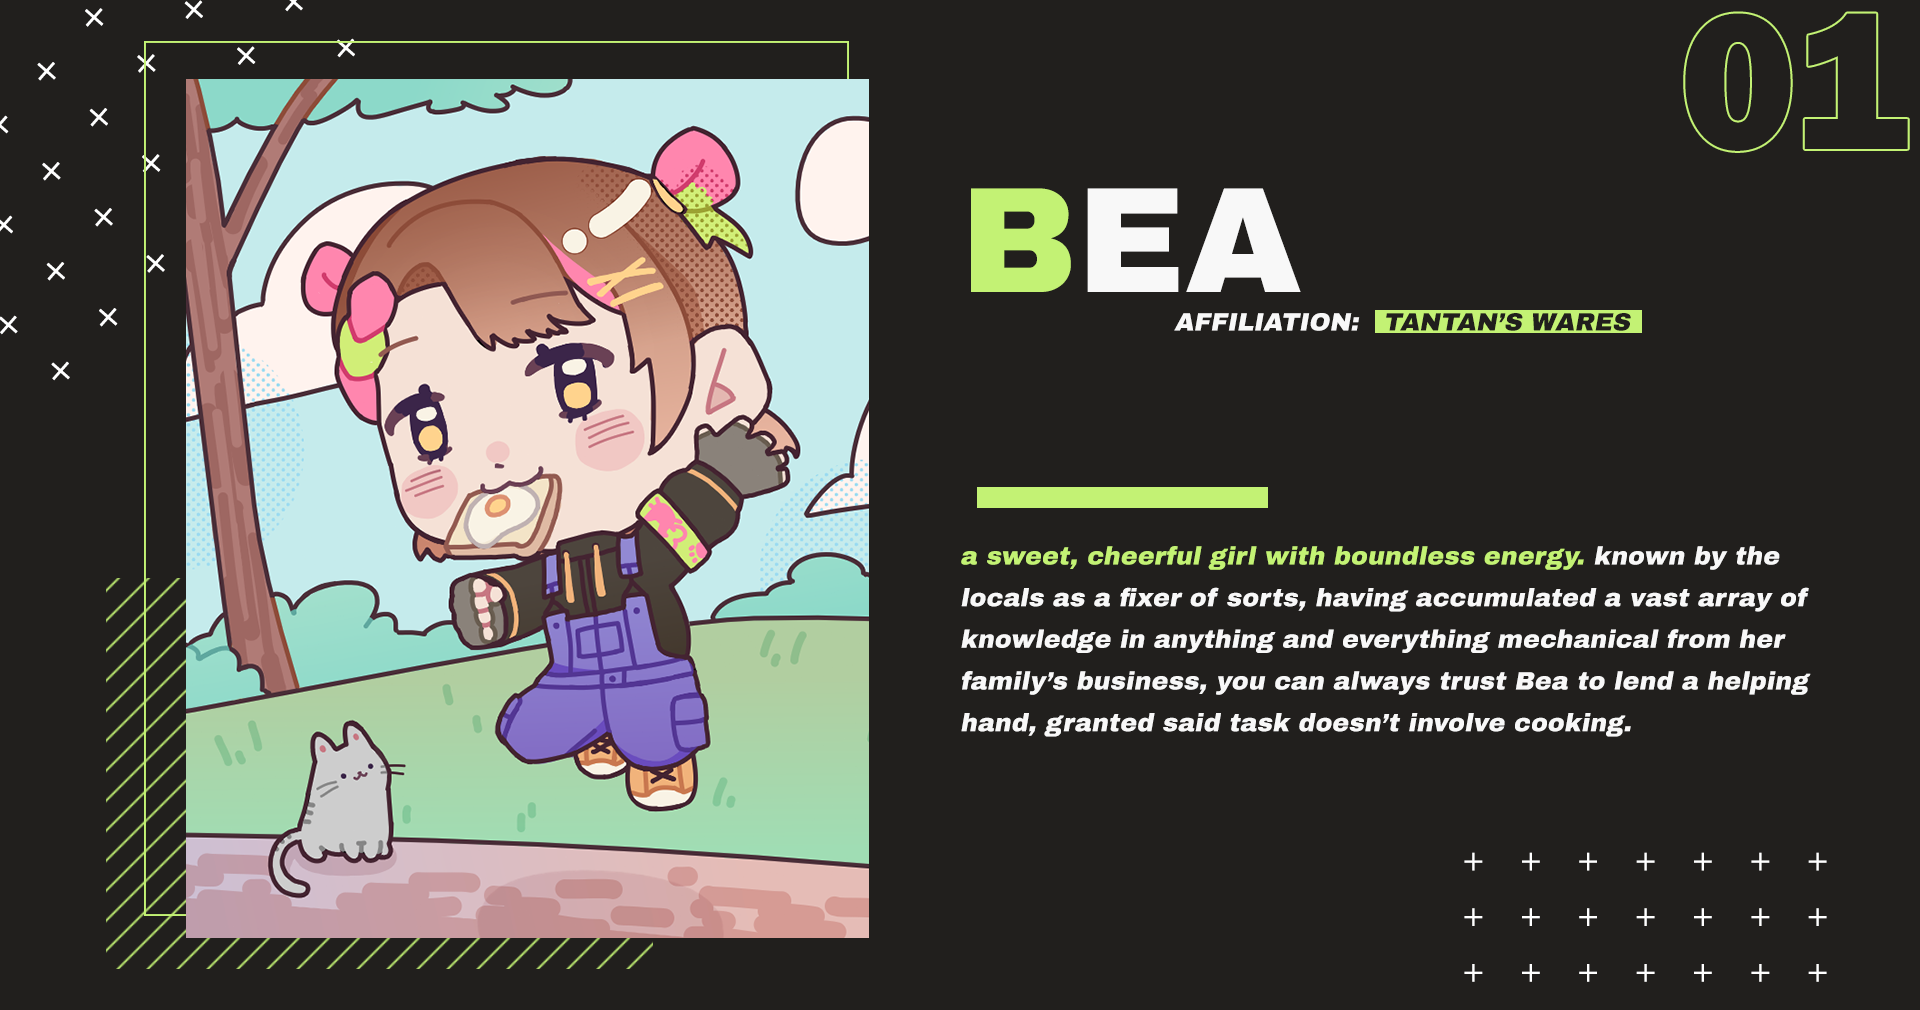 01
BEA
AFFILIATION: TANTAN'S WARES
a sweet, cheerful girl with boundless energy. known by the
locals as a fixer of sorts, having accumulated a vast array of
knowledge in anything and everything mechanical from her
family's business, you can always trust Bea to lend a helping
hand, granted said task doesn't involve cooking.